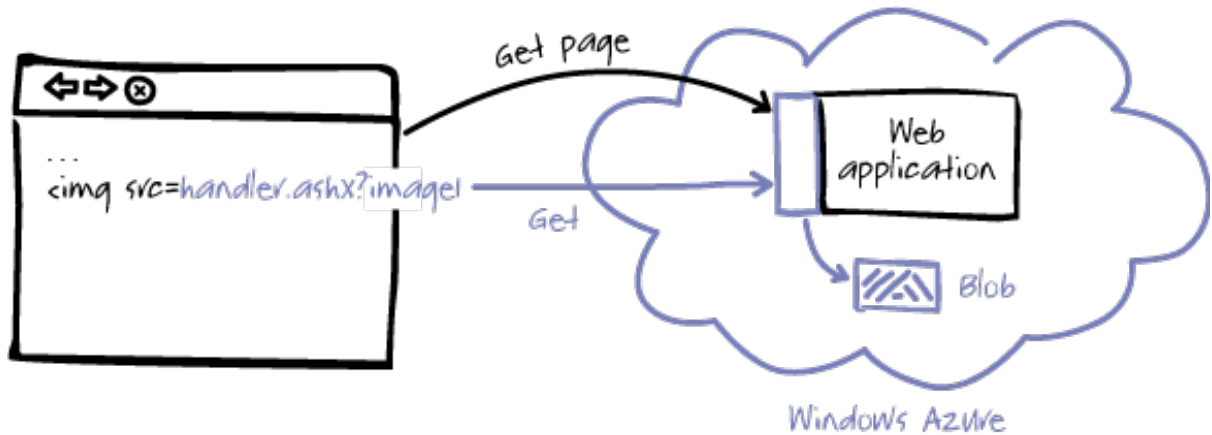 Get page
...
<img src=handler.ashx?image1
Get
Web
application
Blob
Windows Azure